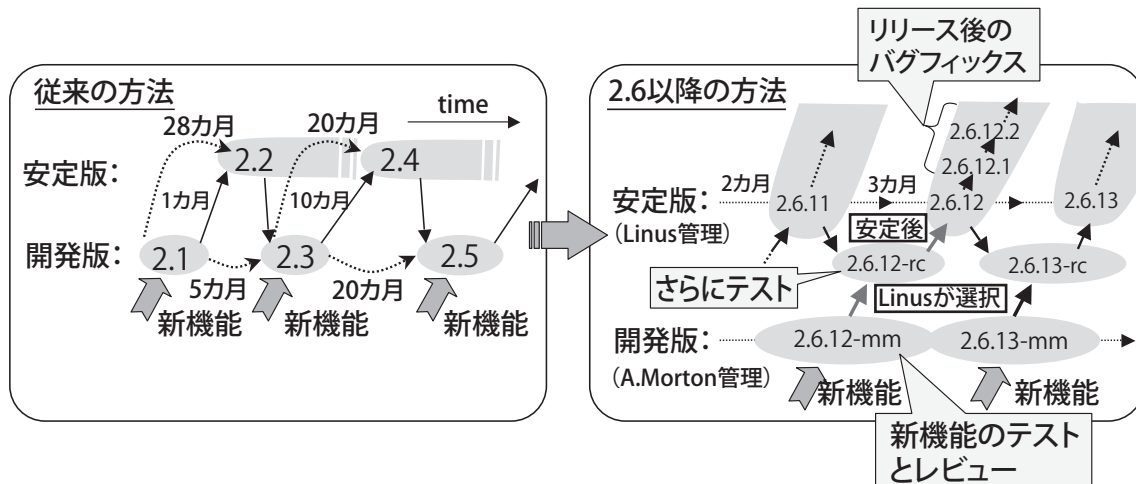 従来の方法
time
28カ月
20カ月
安定版：
2.2
2.4
1カ月
10カ月
開発版：
2.1
2.3
2.5
5カ月
20カ月
新機能
新機能
新機能
リリース後の
バグフィックス
2.6以降の方法
2.6.12.2
2.6.12.1
2カ月
3カ月
安定版：
（Linus管理）
2.6.11
2.6.12
2.6.13
安定後
さらにテスト
2.6.12-rc
2.6.13-rc
Linusが選択
開発版：
（A.Morton管理）
2.6.12-mm
2.6.13-mm
新機能
新機能
新機能のテスト
とレビュー